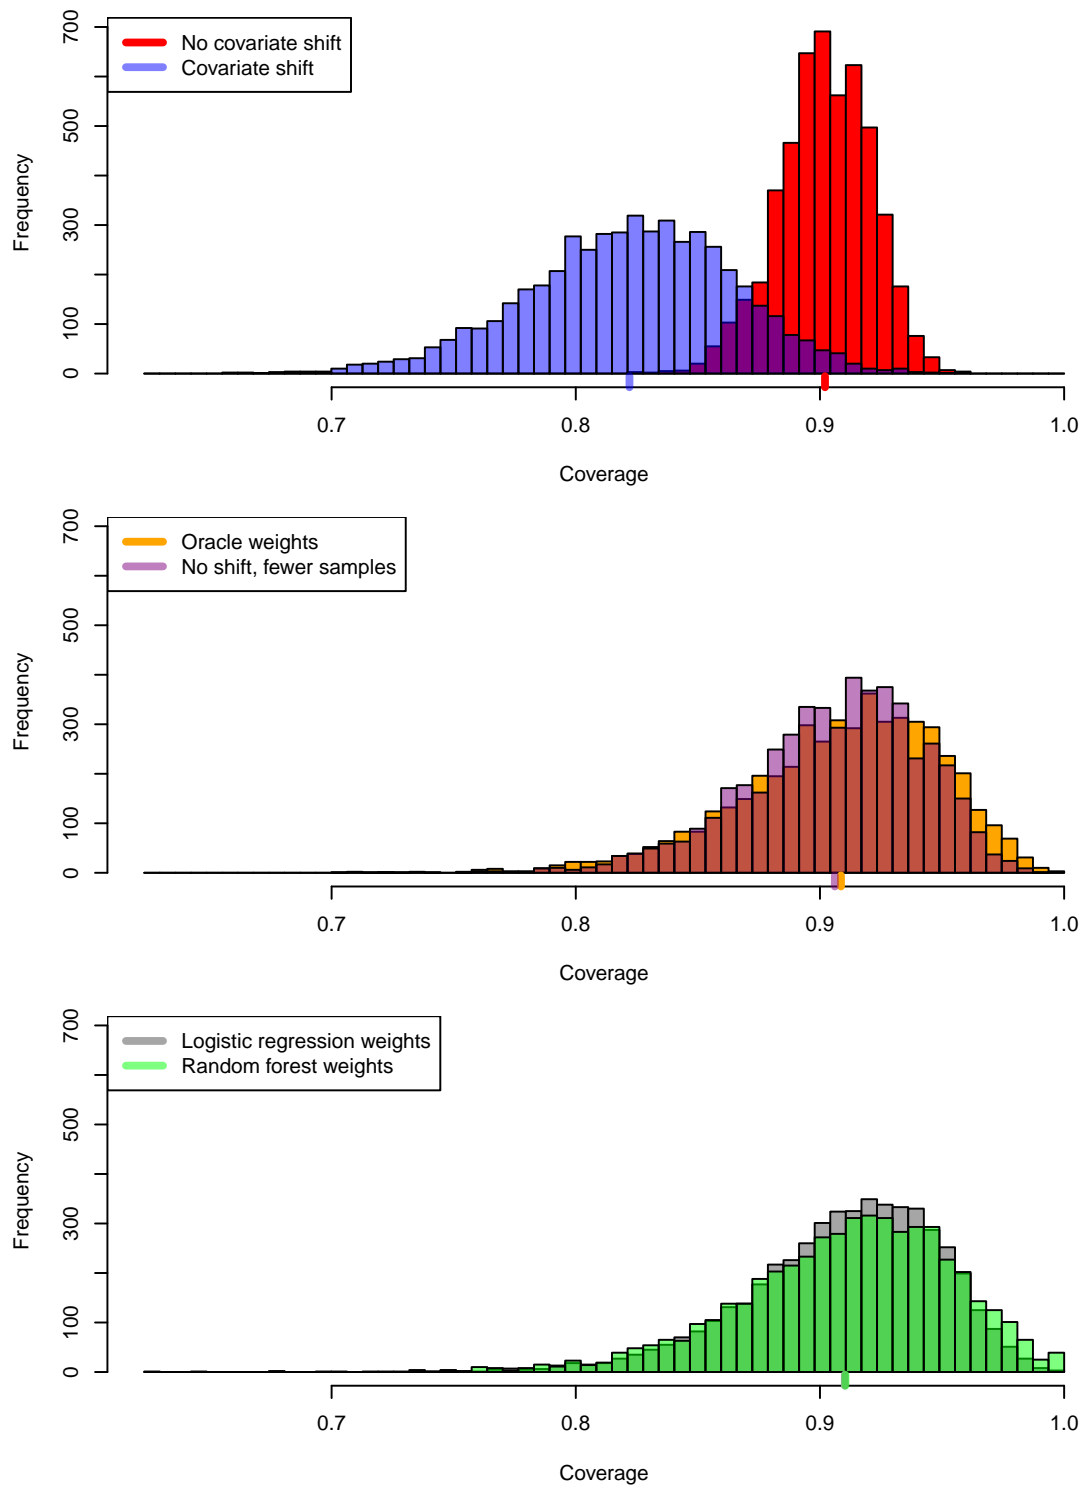 No covariate shift
Covariate shift
Frequency
0
100
300
500
700
0.7
0.8
0.9
1.0
Coverage
Oracle weights
No shift, fewer samples
Frequency
0
100
300
500
700
0.7
0.8
0.9
1.0
Coverage
Logistic regression weights
Random forest weights
Frequency
0
100
300
500
700
0.7
0.8
0.9
1.0
Coverage